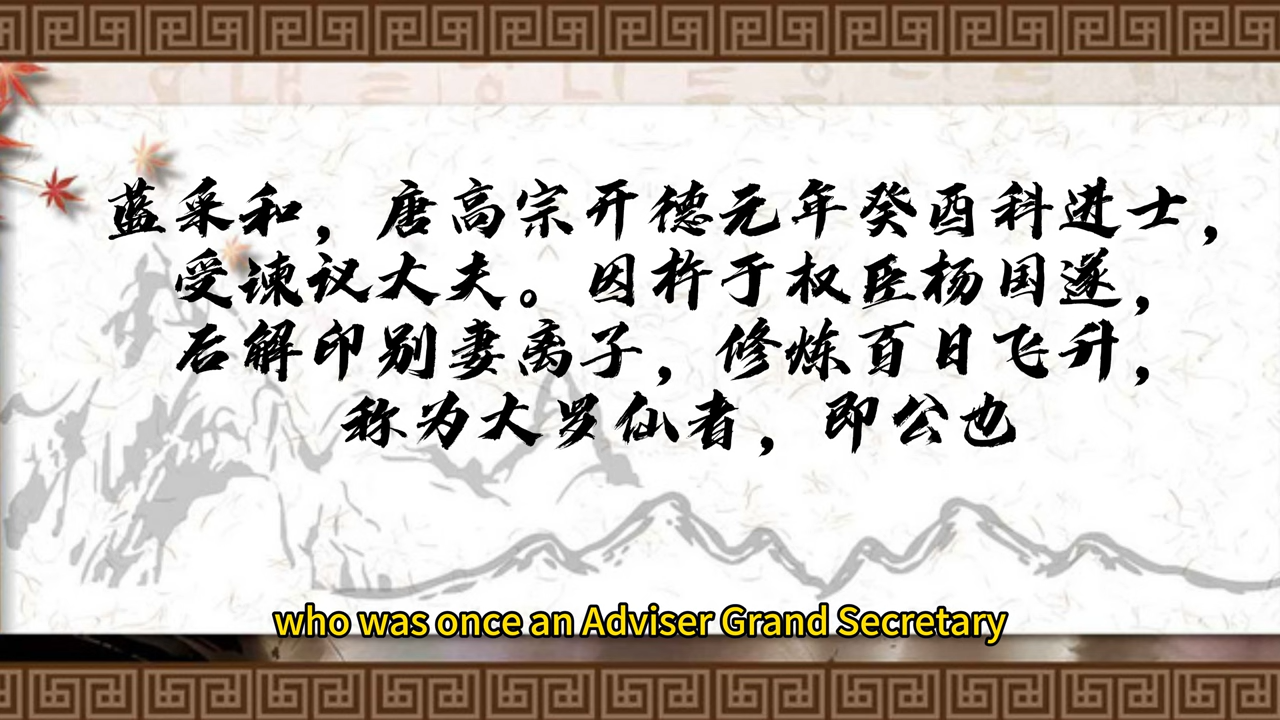 蓝采和，唐高宗开德元年癸酉科进士，
受谏议大夫。因杵于权臣杨国遂，
后解印别妻离子，修炼百日飞升，
称为大罗仙者，即公也
who was once an Adviser Grand Secretary